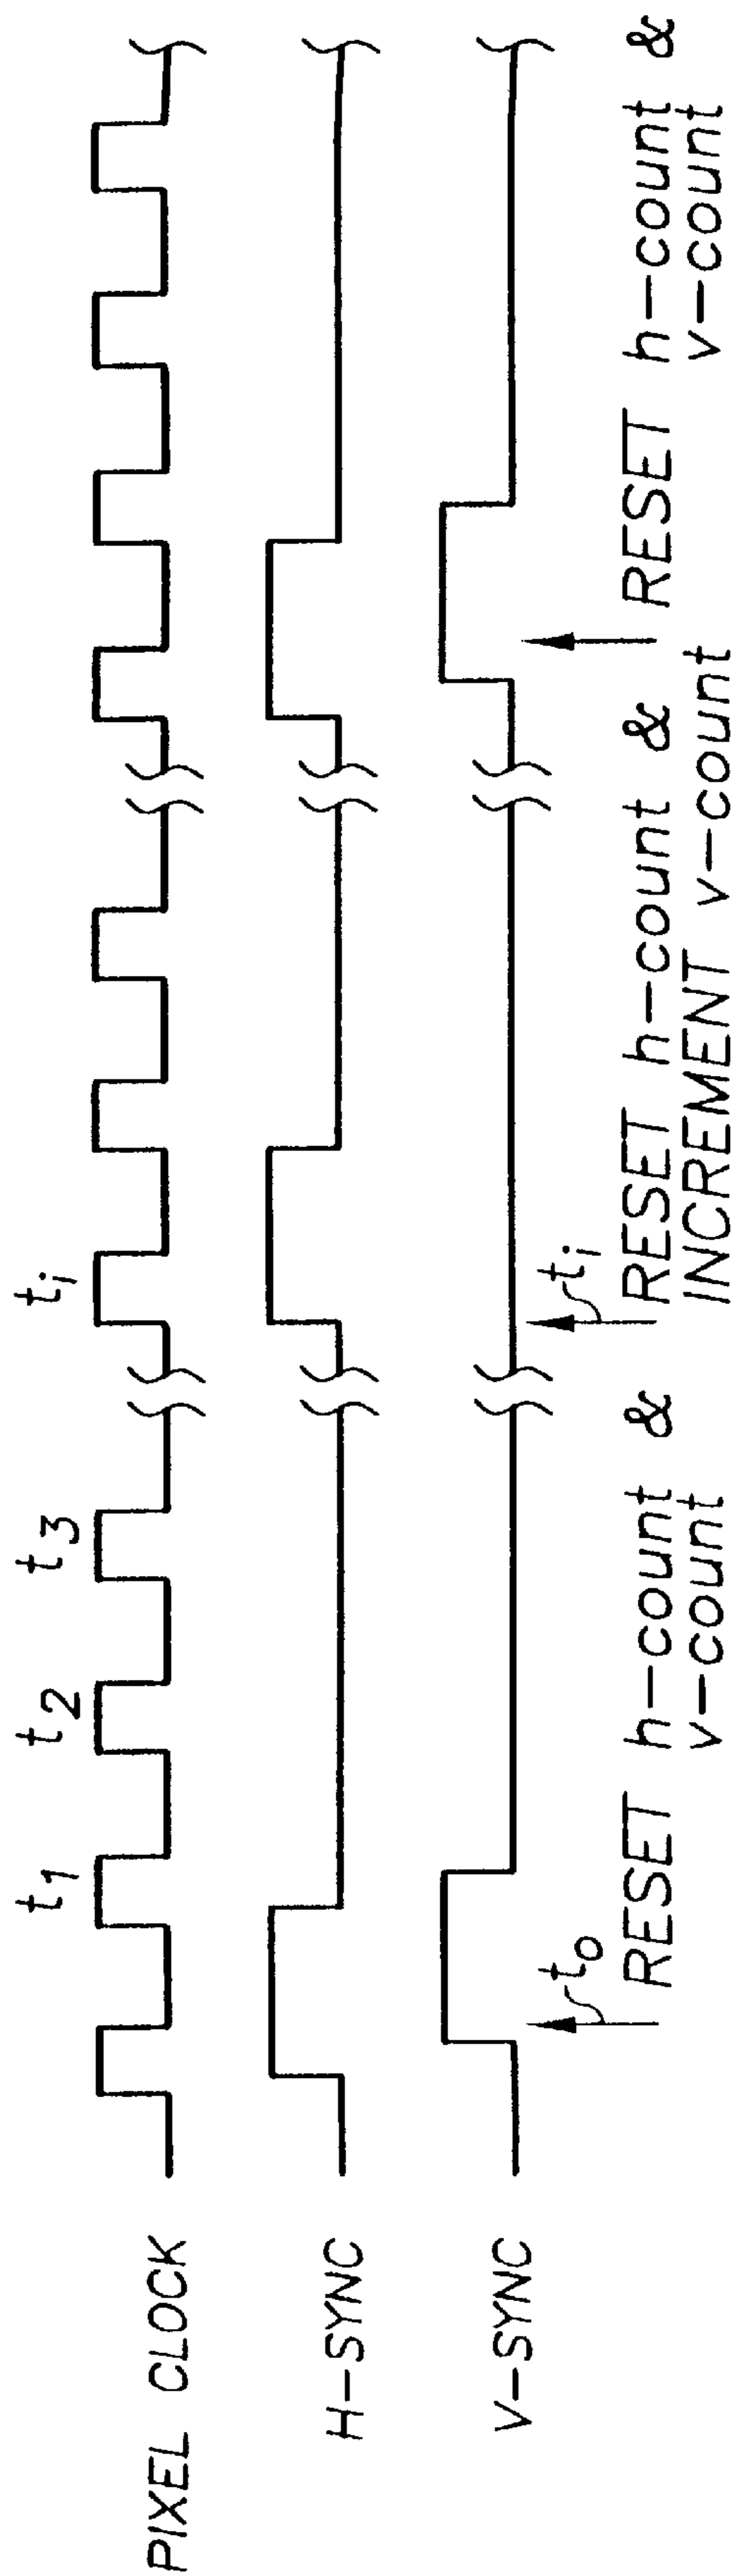 t₁ t₂ t₃ tᵢ
PIXEL CLOCK
H-SYNC
V-SYNC
t₀ tᵢ
RESET h-count &
v-count
RESET h-count &
INCREMENT v-count
RESET h-count &
v-count